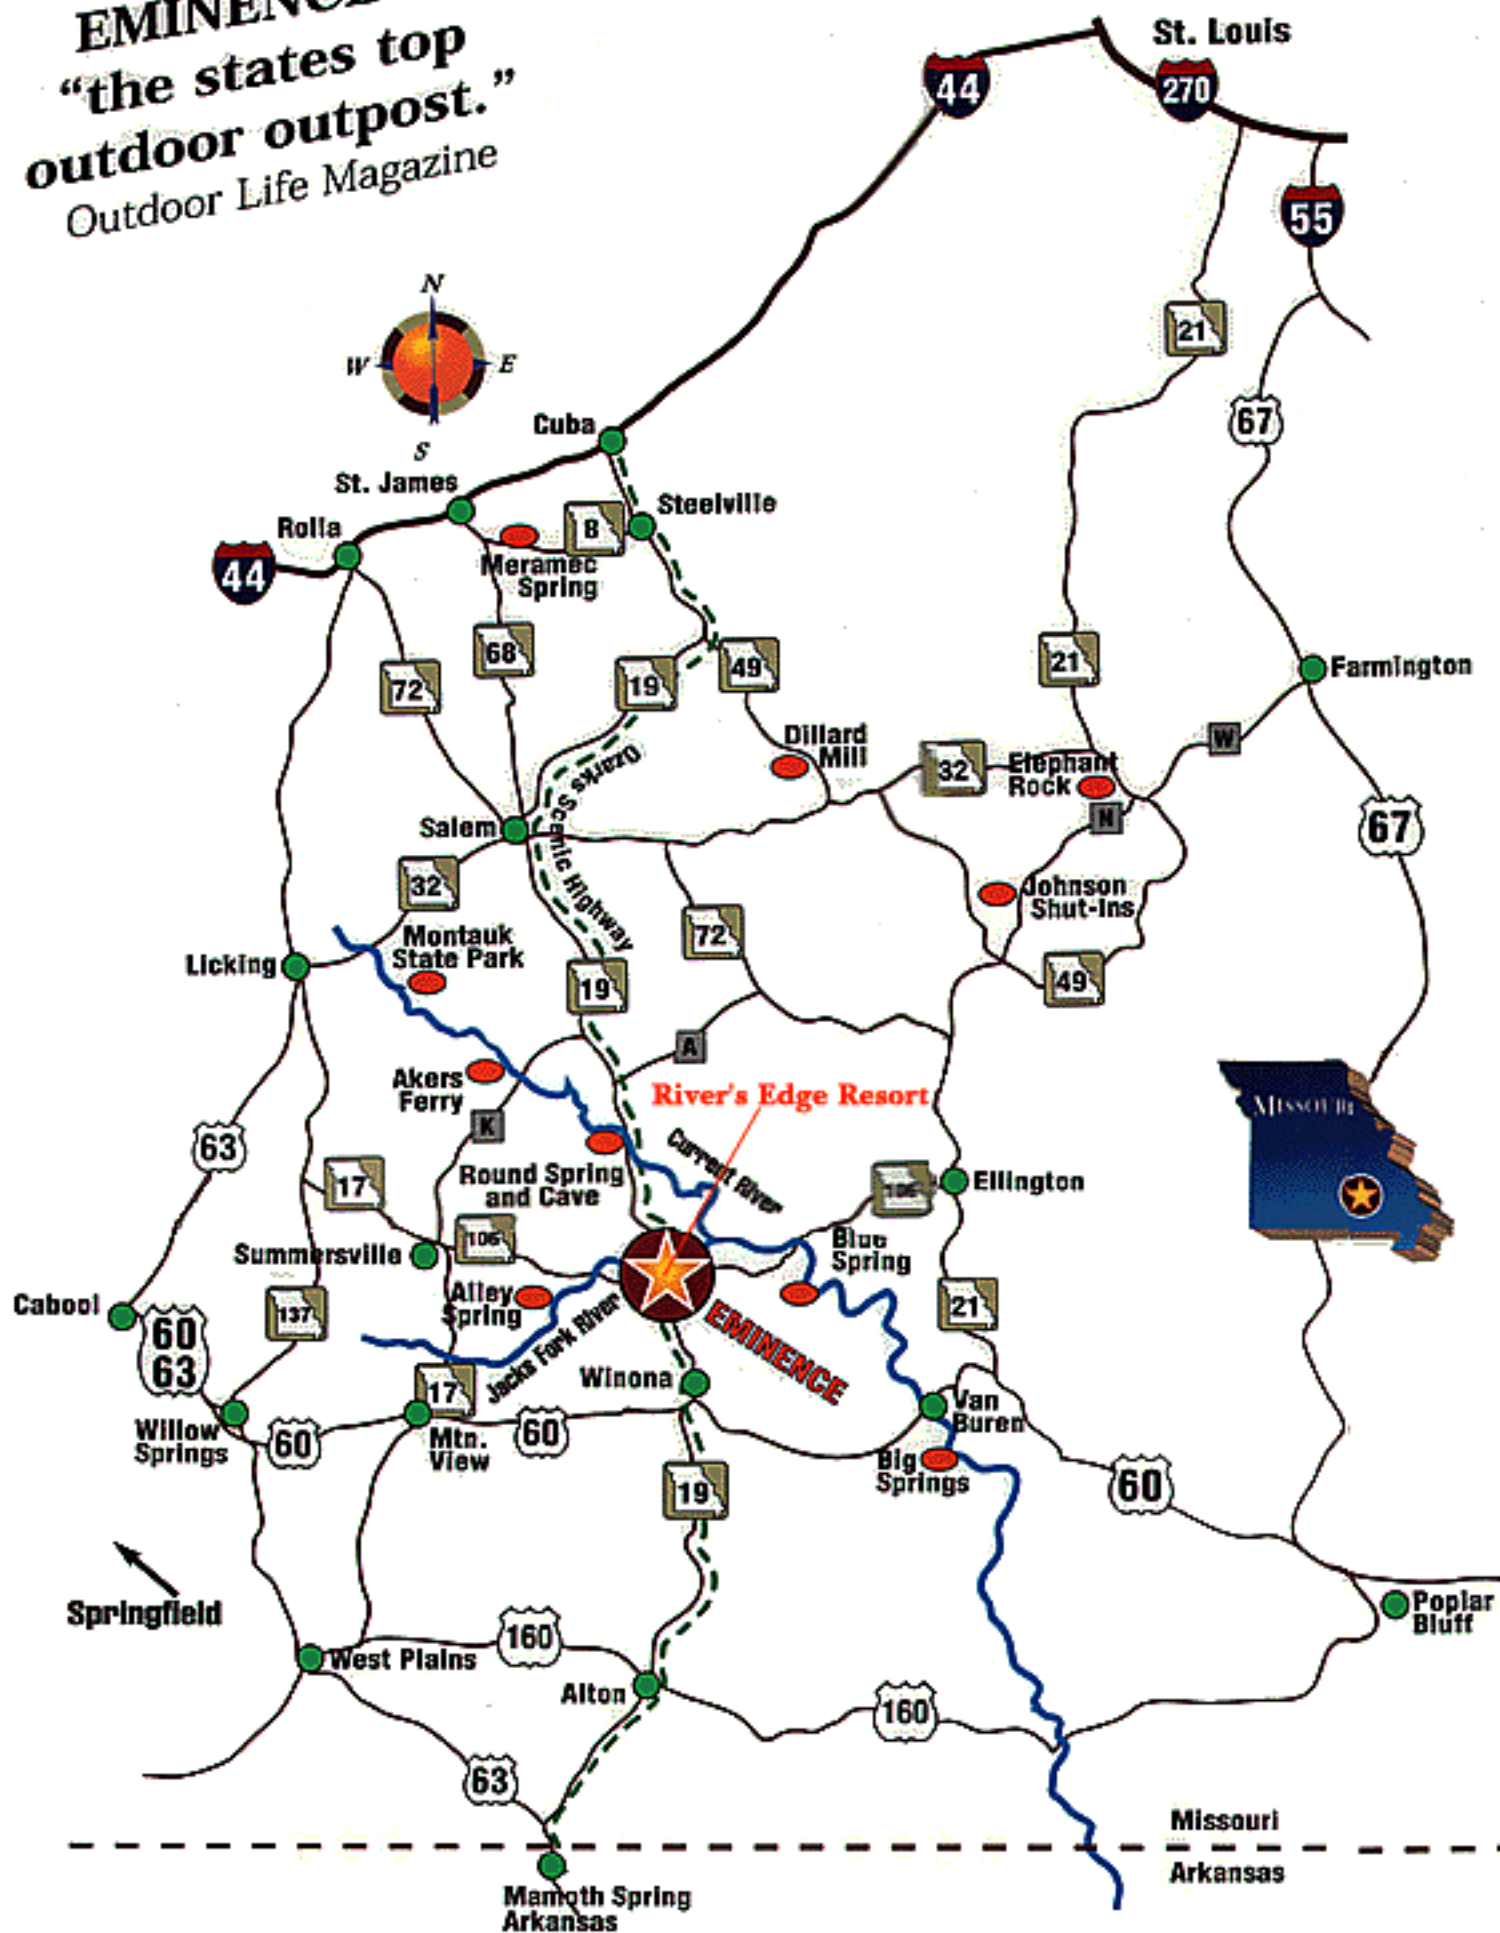 “the states top
outdoor outpost.”
Outdoor Life Magazine
St. Louis
44
270
55
N
W
E
S
21
67
Cuba
St. James
Steelville
Rolla
8
44
Meramec
Spring
68
72
19
49
21
Farmington
Dillard
Mill
W
32
Elephant
Rock
N
67
Ozarks Scenic Highway
Salem
32
Johnson
Shut-Ins
72
Montauk
State Park
Licking
19
49
A
Akers
Ferry
River's Edge Resort
MISSOURI
K
63
Current River
Round Spring
and Cave
17
106
Ellington
106
Summersville
Blue
Spring
Alley
Spring
Cabool
137
21
60
63
Jacks Fork River
EMINENCE
Winona
17
Van
Buren
Willow
Springs
60
Mtn.
View
60
Big
Springs
19
60
Springfield
Poplar
Bluff
160
West Plains
Alton
160
63
Missouri
Arkansas
Mamoth Spring
Arkansas